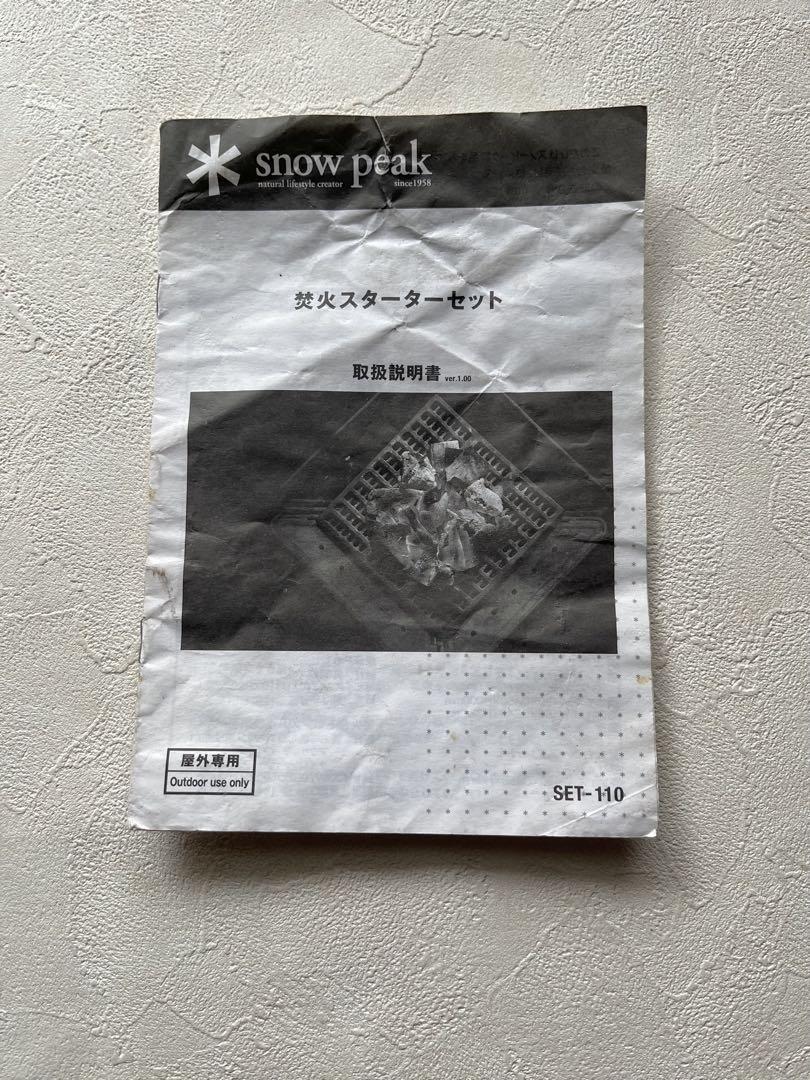 snow peak
natural lifestyle creator since1958
焚火スターターセット
取扱説明書 ver.1.00
屋外専用
Outdoor use only
SET-110